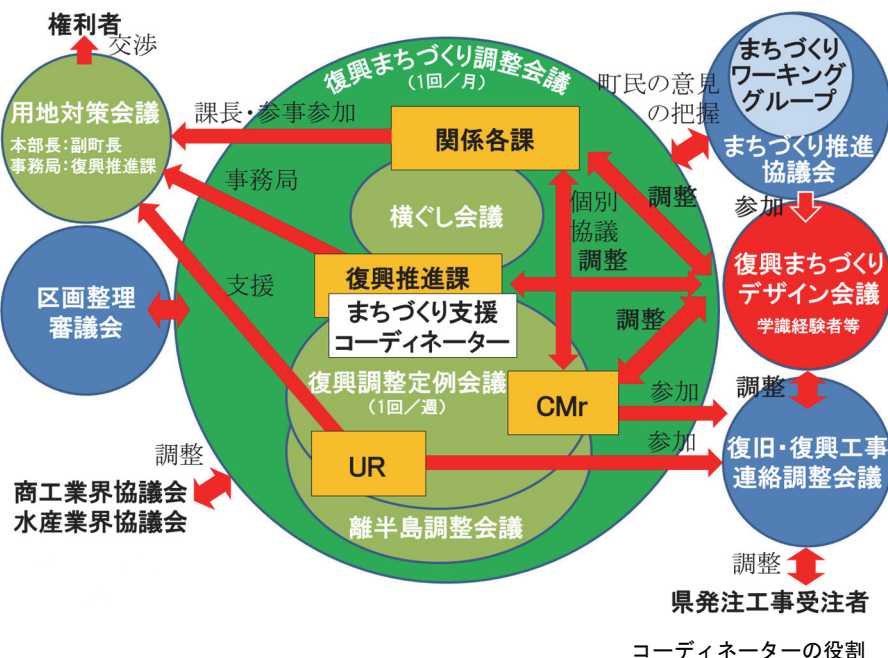 権利者
交渉
用地対策会議
本部長：副町長
事務局：復興推進課
区画整理
審議会
復興まちづくり調整会議
（1回／月）
課長・参事参加
関係各課
事務局
横ぐし会議
個別
協議
調整
復興推進課
調整
まちづくり支援
コーディネーター
支援
調整
復興調整定例会議
（1回／週）
CMr
参加
UR
参加
離半島調整会議
調整
商工業界協議会
水産業界協議会
町民の意見
の把握
まちづくり
ワーキング
グループ
まちづくり推進
協議会
参加
復興まちづくり
デザイン会議
学識経験者等
調整
復旧・復興工事
連絡調整会議
調整
県発注工事受注者
コーディネーターの役割